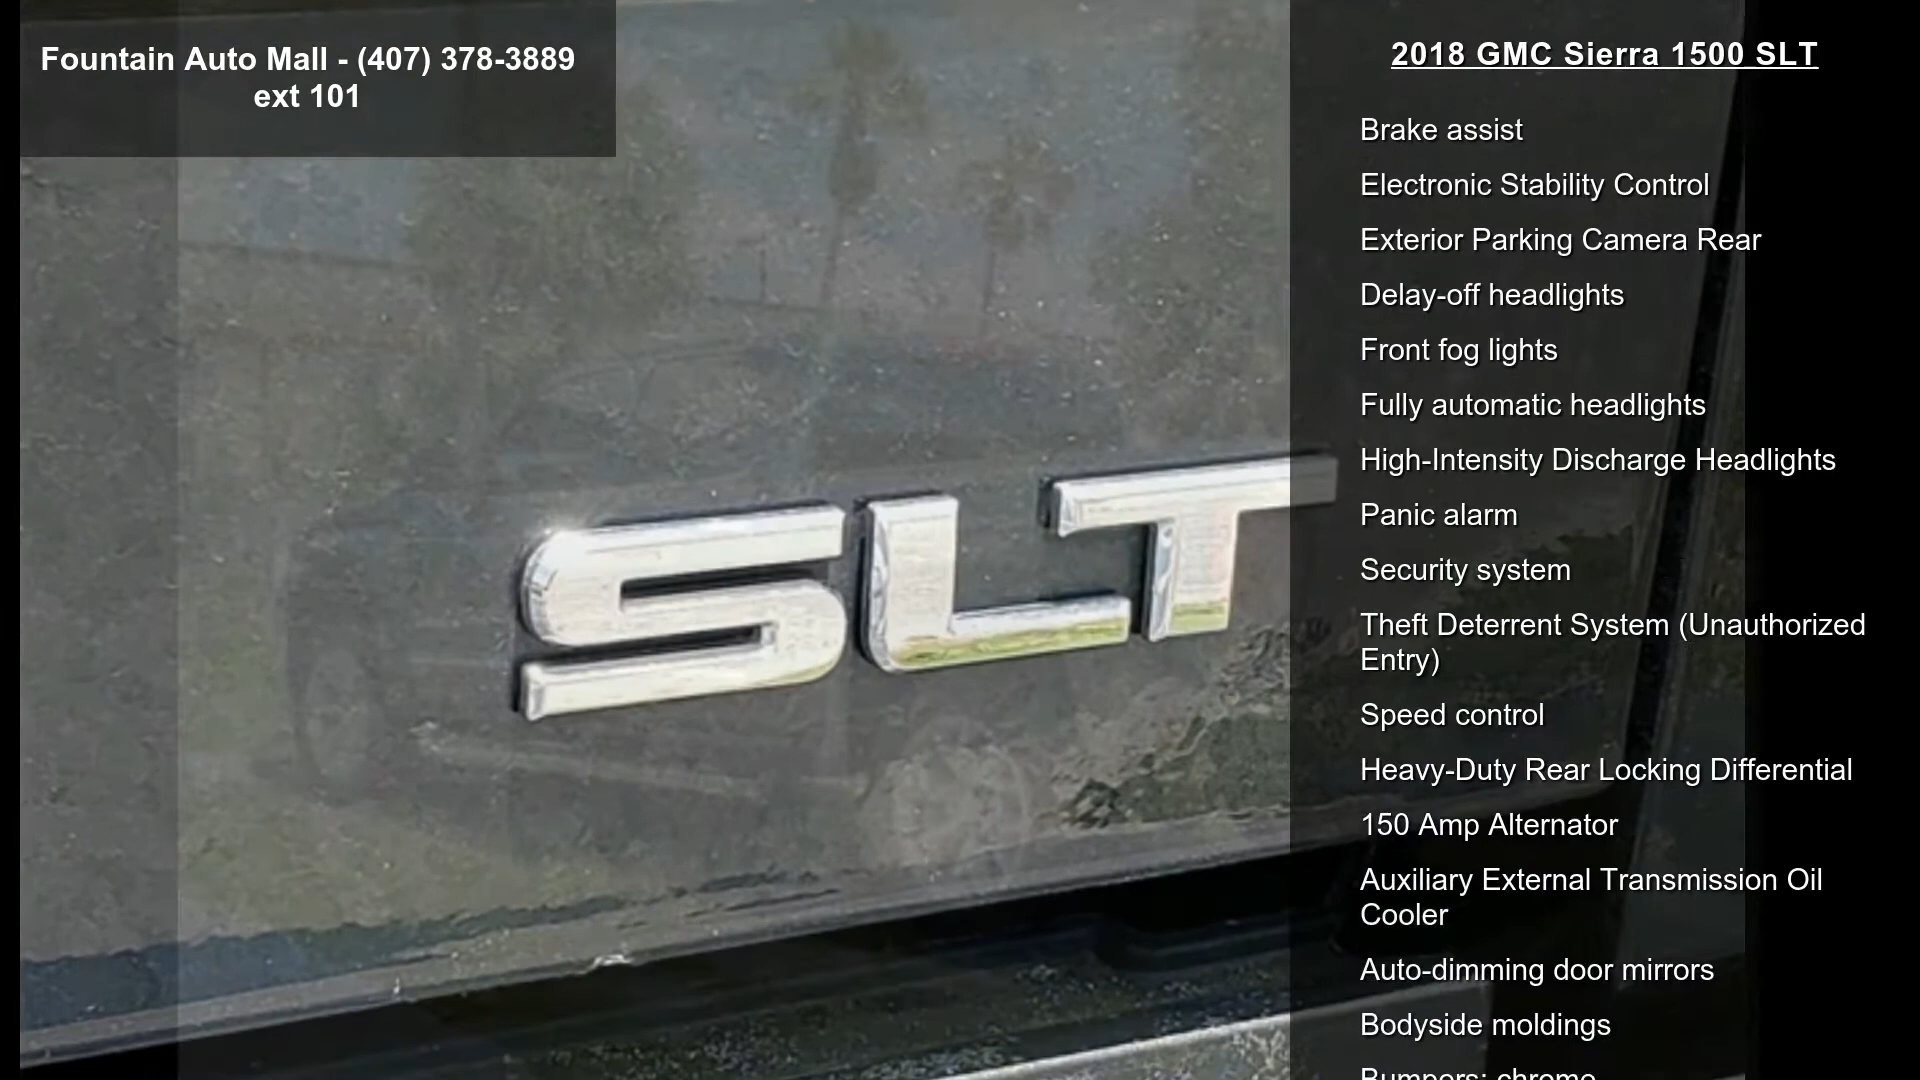 Fountain Auto Mall - (407) 378-3889
ext 101
SLT
2018 GMC Sierra 1500 SLT
Brake assist
Electronic Stability Control
Exterior Parking Camera Rear
Delay-off headlights
Front fog lights
Fully automatic headlights
High-Intensity Discharge Headlights
Panic alarm
Security system
Theft Deterrent System (Unauthorized
Entry)
Speed control
Heavy-Duty Rear Locking Differential
150 Amp Alternator
Auxiliary External Transmission Oil
Cooler
Auto-dimming door mirrors
Bodyside moldings
Bumpers: chrome